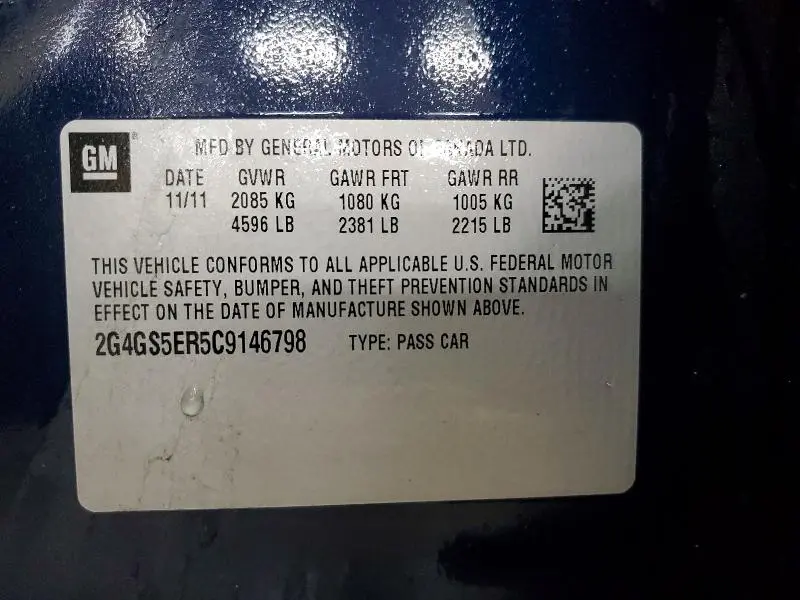 GM
MFD BY GENERAL MOTORS OF CANADA LTD.
DATE GVWR GAWR FRT GAWR RR
11/11 2085 KG 1080 KG 1005 KG
4596 LB 2381 LB 2215 LB
THIS VEHICLE CONFORMS TO ALL APPLICABLE U.S. FEDERAL MOTOR
VEHICLE SAFETY, BUMPER, AND THEFT PREVENTION STANDARDS IN
EFFECT ON THE DATE OF MANUFACTURE SHOWN ABOVE.
2G4GS5ER5C9146798 TYPE: PASS CAR